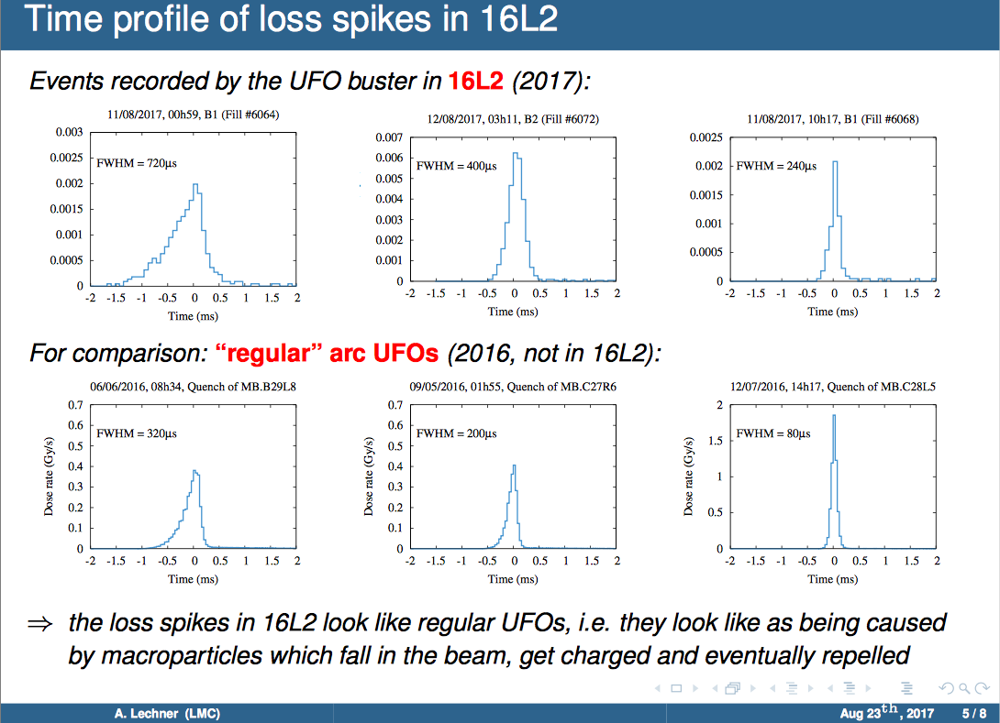 Time profile of loss spikes in 16L2
Events recorded by the UFO buster in 16L2 (2017):
11/08/2017, 00h59, B1 (Fill #6064)
FWHM = 720μs
0.003
0.0025
0.002
0.0015
0.001
0.0005
0
-2 -1.5 -1 -0.5 0 0.5 1 1.5 2
Time (ms)
12/08/2017, 03h11, B2 (Fill #6072)
FWHM = 400μs
0.007
0.006
0.005
0.004
0.003
0.002
0.001
0
-2 -1.5 -1 -0.5 0 0.5 1 1.5 2
Time (ms)
11/08/2017, 10h17, B1 (Fill #6068)
FWHM = 240μs
0.0025
0.002
0.0015
0.001
0.0005
0
-2 -1.5 -1 -0.5 0 0.5 1 1.5 2
Time (ms)
For comparison: “regular” arc UFOs (2016, not in 16L2):
06/06/2016, 08h34, Quench of MB.B29L8
FWHM = 320μs
Dose rate (Gy/s)
0.7
0.6
0.5
0.4
0.3
0.2
0.1
0
-2 -1.5 -1 -0.5 0 0.5 1 1.5 2
Time (ms)
09/05/2016, 01h55, Quench of MB.C27R6
FWHM = 200μs
Dose rate (Gy/s)
0.7
0.6
0.5
0.4
0.3
0.2
0.1
0
-2 -1.5 -1 -0.5 0 0.5 1 1.5 2
Time (ms)
12/07/2016, 14h17, Quench of MB.C28L5
FWHM = 80μs
Dose rate (Gy/s)
2
1.5
1
0.5
0
-2 -1.5 -1 -0.5 0 0.5 1 1.5 2
Time (ms)
⇒ the loss spikes in 16L2 look like regular UFOs, i.e. they look like as being caused
by macroparticles which fall in the beam, get charged and eventually repelled
A. Lechner (LMC)
Aug 23th, 2017 5 / 8